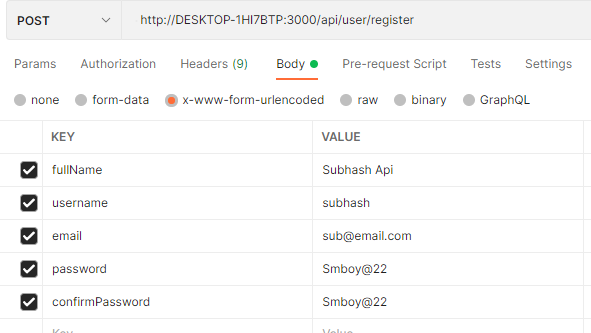 POST http://DESKTOP-1HI7BTP:3000/api/user/register
Params Authorization Headers (9) Body Pre-request Script Tests Settings
none form-data x-www-form-urlencoded raw binary GraphQL
KEY VALUE
fullName Subhash Api
username subhash
email sub@email.com
password Smboy@22
confirmPassword Smboy@22
Key Value